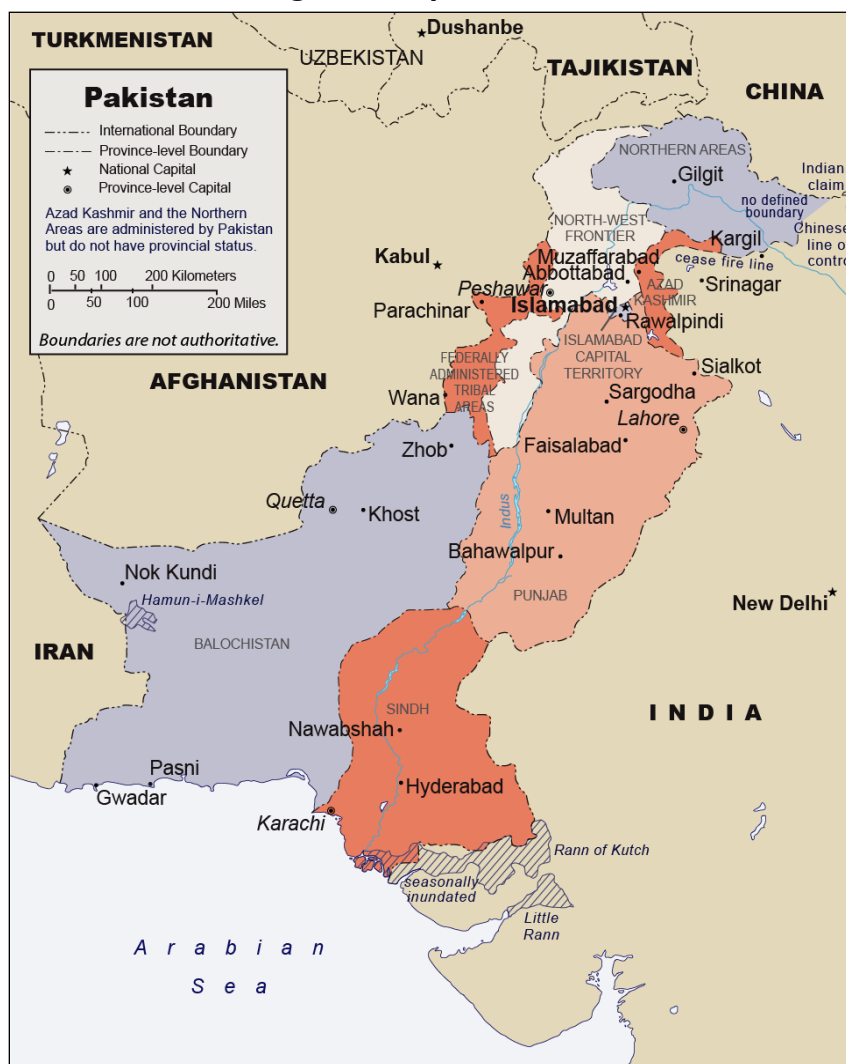 Dushanbe
TURKMENISTAN
UZBEKISTAN
TAJIKISTAN
CHINA
Pakistan
International Boundary
Province-level Boundary
National Capital
Province-level Capital
Azad Kashmir and the Northern
Areas are administered by Pakistan
but do not have provincial status.
0 50 100 200 Kilometers
0 50 100 200 Miles
Boundaries are not authoritative.
NORTHERN AREAS
Gilgit
Indian
claim
no defined
boundary
Chinese
line of
contro
NORTH-WEST
FRONTIER
Kargil
cease fire line
Kabul
Muzaffarabad
Abbottabad
Peshawar
AZAD
KASHMIR
Srinagar
Islamabad
Parachinar
Rawalpindi
ISLAMABAD
CAPITAL
TERRITORY
FEDERALLY
ADMINISTERED
TRIBAL
AREAS
Sialkot
AFGHANISTAN
Wana
Sargodha
Lahore
Zhob
Faisalabad
Quetta
Khost
Indus
Multan
Bahawalpur
Nok Kundi
Hamun-i-Mashkel
PUNJAB
New Delhi
IRAN
BALOCHISTAN
SINDH
INDIA
Nawabshah
Pasni
Gwadar
Hyderabad
Karachi
Rann of Kutch
seasonally
inundated
Little
Rann
Arabian
Sea